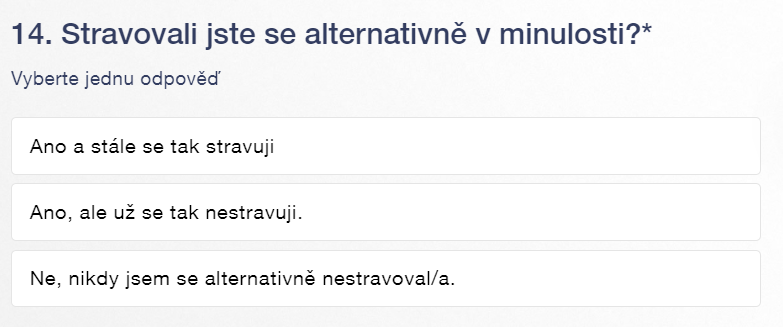 14. Stravovali jste se alternativně v minulosti?*
Vyberte jednu odpověď
Ano a stále se tak stravuji
Ano, ale už se tak nestravuji.
Ne, nikdy jsem se alternativně nestravoval/a.